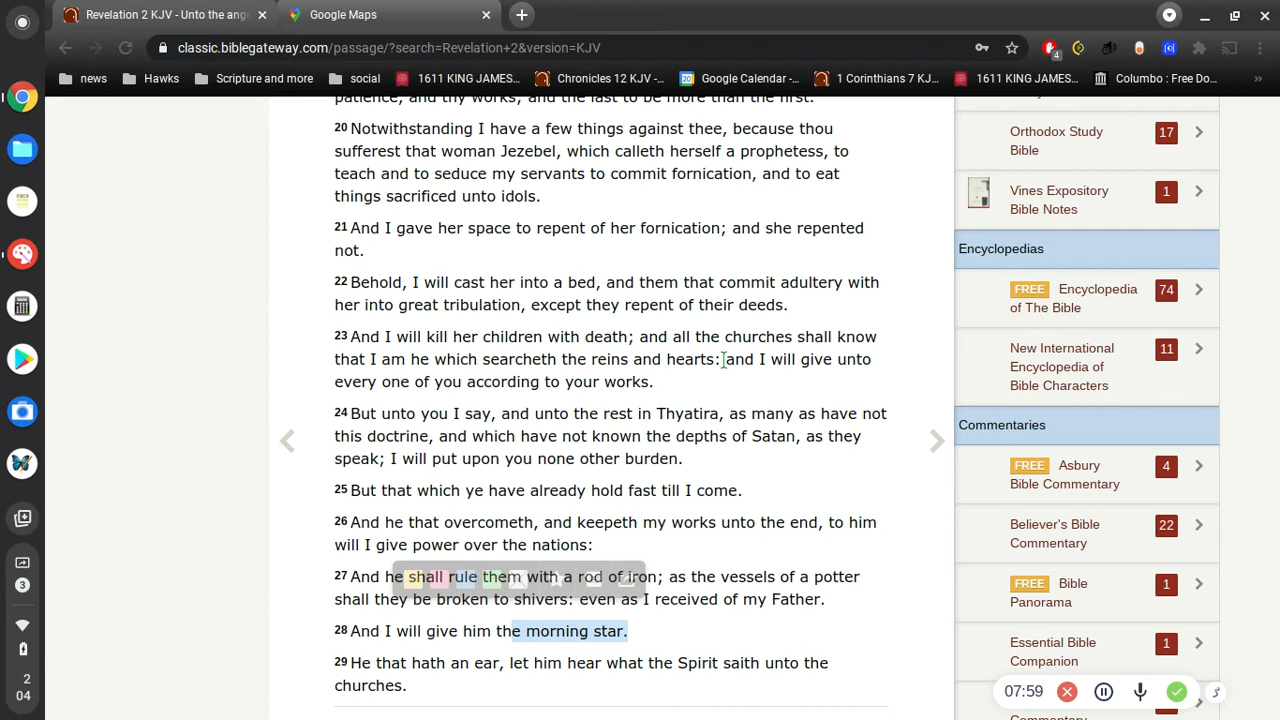 Revelation 2 KJV - Unto the ang
Google Maps
classic.biblegateway.com/passage/?search=Revelation+2&version=KJV
4
news
Hawks
Scripture and more
social
1611 KING JAMES...
Chronicles 12 KJV -...
20
Google Calendar -...
1 Corinthians 7 KJ...
1611 KING JAMES...
Columbo : Free Do...
»
patience, and thy works; and the last to be more than the first.
20 Notwithstanding I have a few things against thee, because thou
sufferest that woman Jezebel, which calleth herself a prophetess, to
teach and to seduce my servants to commit fornication, and to eat
things sacrificed unto idols.
21 And I gave her space to repent of her fornication; and she repented
not.
22 Behold, I will cast her into a bed, and them that commit adultery with
her into great tribulation, except they repent of their deeds.
23 And I will kill her children with death; and all the churches shall know
that I am he which searcheth the reins and hearts: and I will give unto
every one of you according to your works.
24 But unto you I say, and unto the rest in Thyatira, as many as have not
this doctrine, and which have not known the depths of Satan, as they
speak; I will put upon you none other burden.
25 But that which ye have already hold fast till I come.
26 And he that overcometh, and keepeth my works unto the end, to him
will I give power over the nations:
27 And he shall rule them with a rod of iron; as the vessels of a potter
shall they be broken to shivers: even as I received of my Father.
28 And I will give him the morning star.
29 He that hath an ear, let him hear what the Spirit saith unto the
churches.
Orthodox Study
Bible
17
Vines Expository
Bible Notes
1
Encyclopedias
FREE Encyclopedia
of The Bible
74
New International
Encyclopedia of
Bible Characters
11
Commentaries
FREE Asbury
Bible Commentary
4
Believer's Bible
Commentary
22
FREE Bible
Panorama
1
Essential Bible
Companion
1
07:59
3
2
04